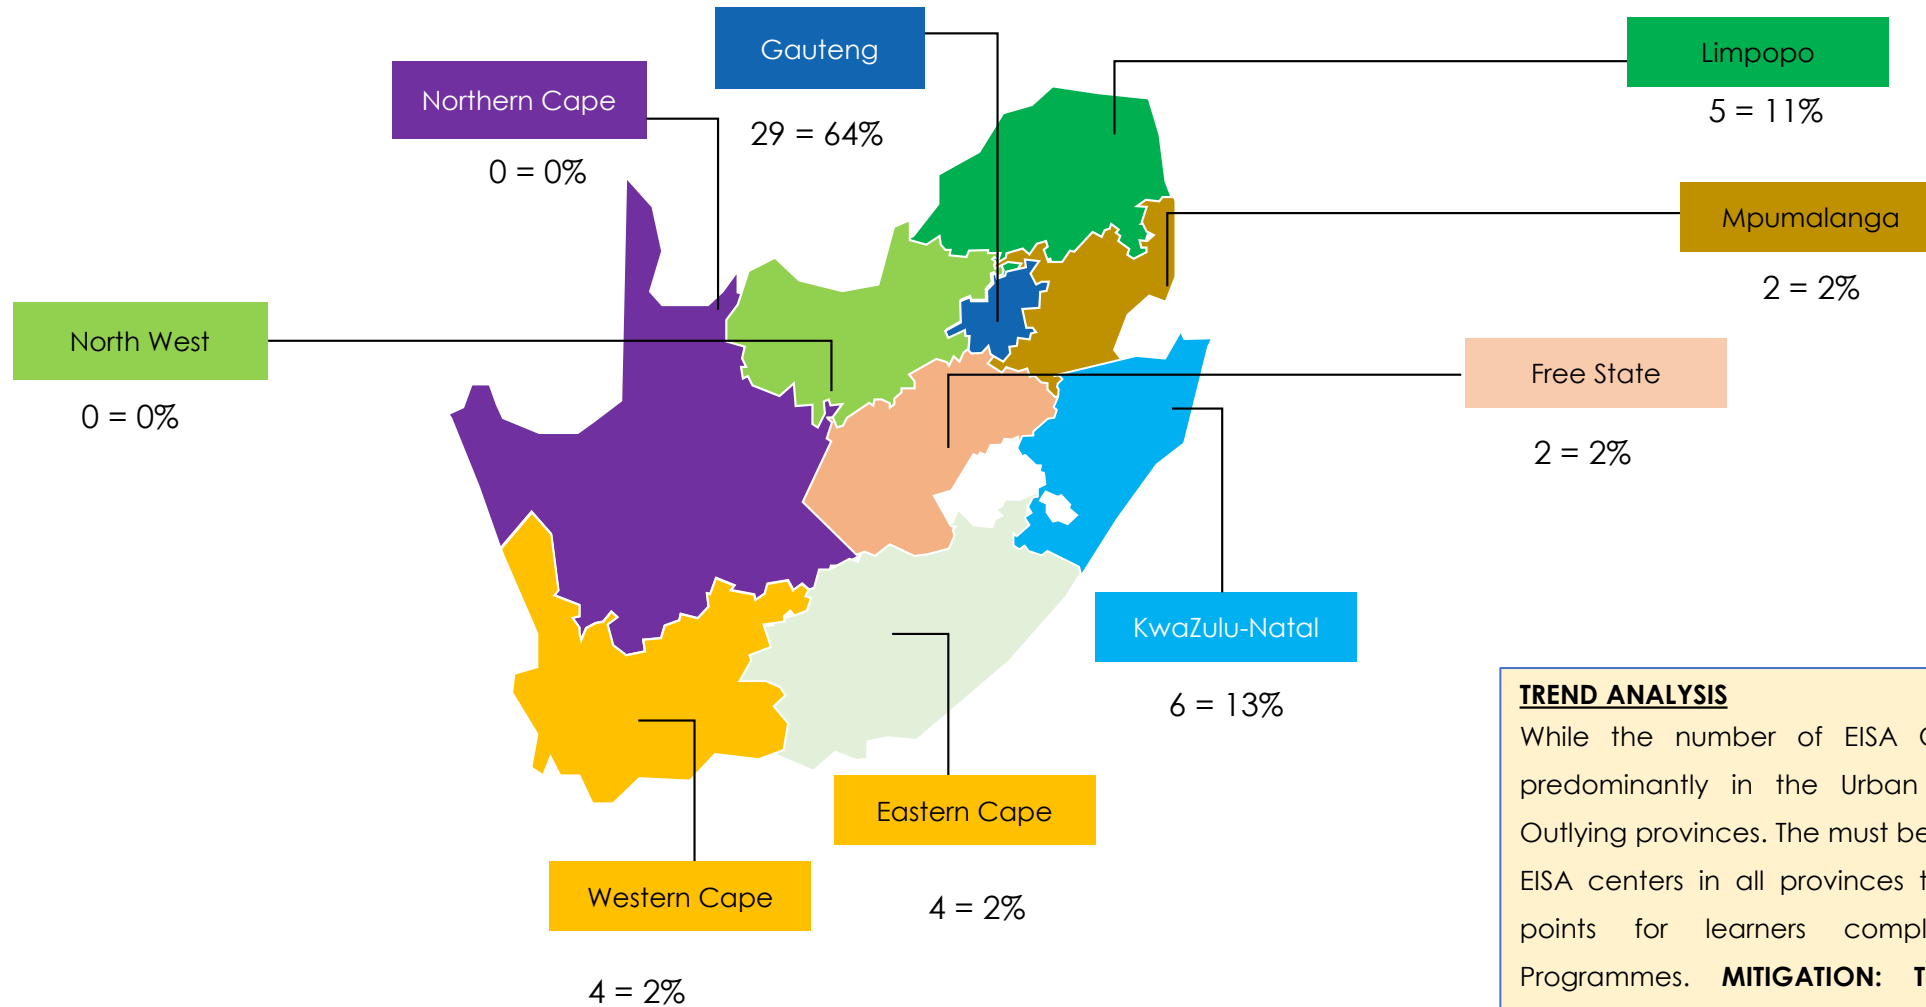 Gauteng
29 = 64%
Limpopo
5 = 11%
Northern Cape
0 = 0%
Mpumalanga
2 = 2%
North West
0 = 0%
Free State
2 = 2%
KwaZulu-Natal
6 = 13%
Eastern Cape
4 = 2%
Western Cape
4 = 2%
TREND ANALYSIS
While the number of EISA
predominantly in the Urban
Outlying provinces. The must be
EISA centers in all provinces
points for learners
Programmes. MITIGATION: